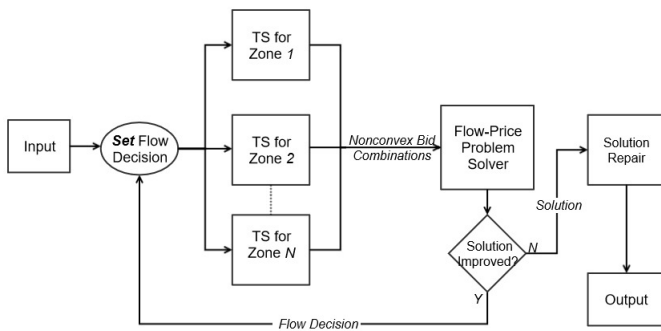 Input
Set Flow
Decision
TS for
Zone 1
TS for
Zone 2
TS for
Zone N
Nonconvex Bid
Combinations
Flow-Price
Problem
Solver
Solution
Improved?
N
Y
Solution
Solution
Repair
Output
Flow Decision